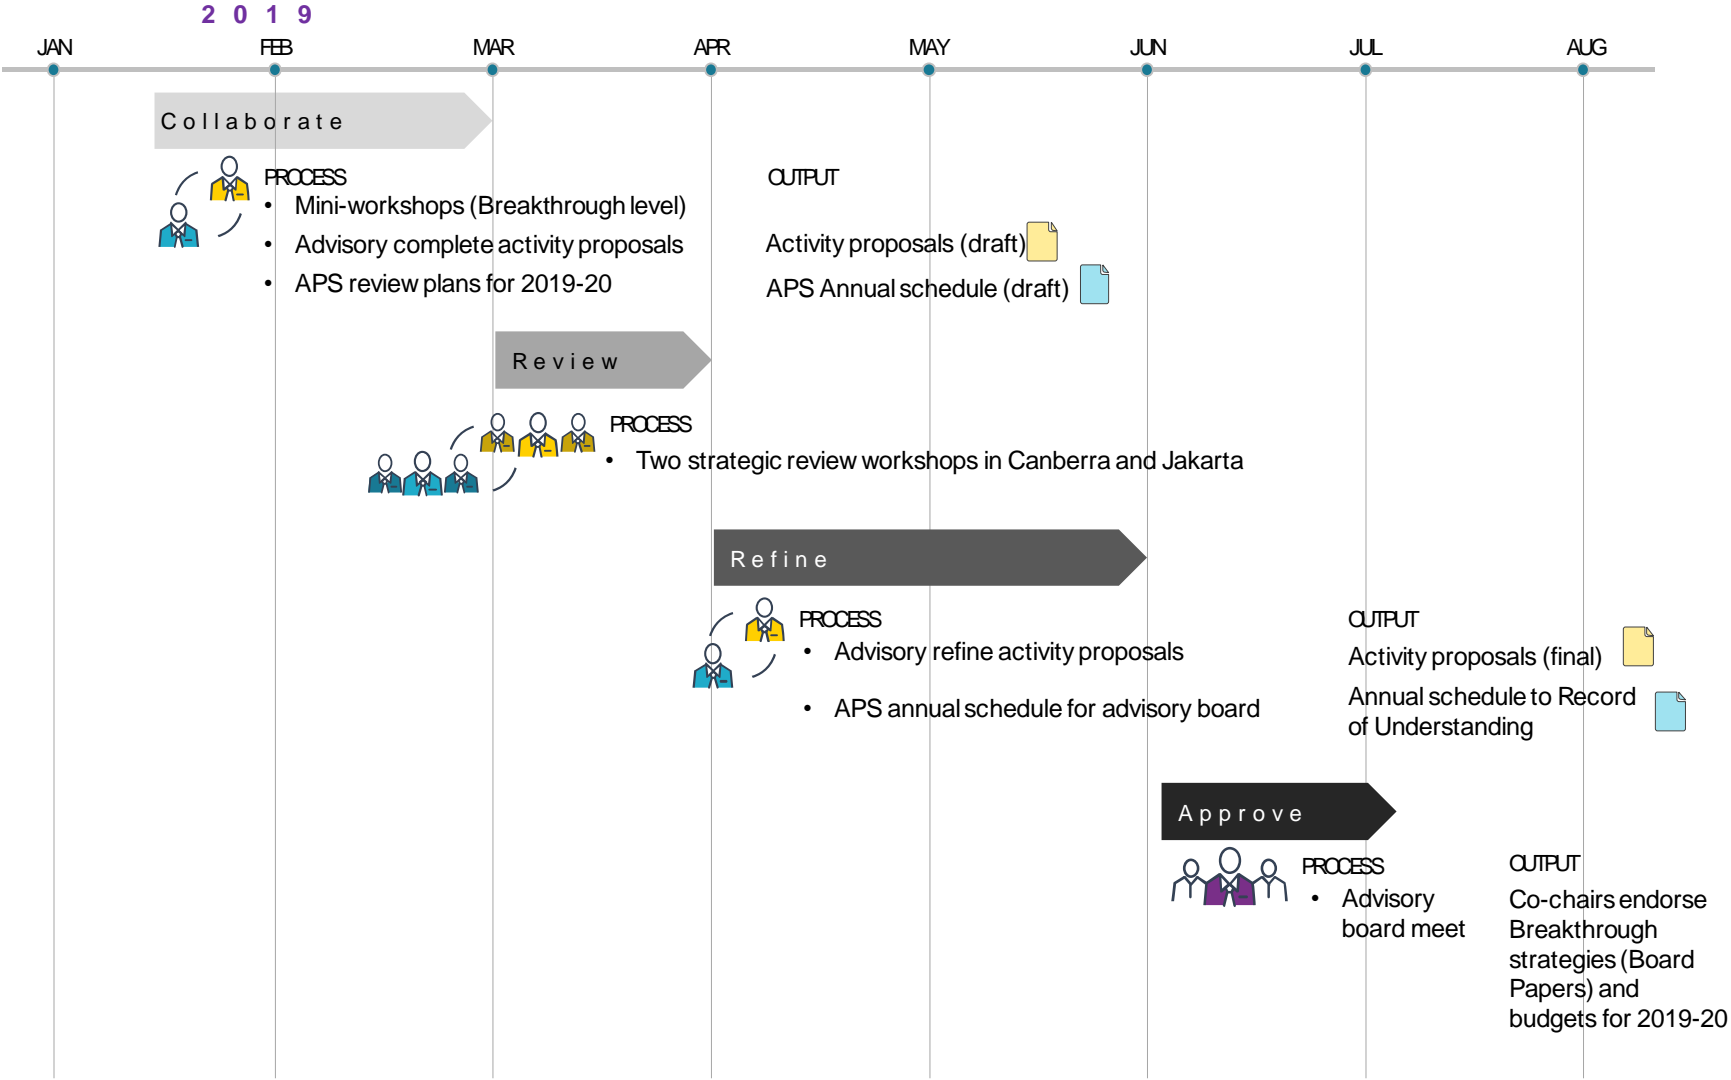 2 0 1 9
JAN FEB MAR APR MAY JUN JUL AUG
Collaborate
PROCESS
• Mini-workshops (Breakthrough level)
• Advisory complete activity proposals
• APS review plans for 2019-20
OUTPUT
Activity proposals (draft)
APS Annual schedule (draft)
Review
PROCESS
• Two strategic review workshops in Canberra and Jakarta
Refine
PROCESS
• Advisory refine activity proposals
• APS annual schedule for advisory board
OUTPUT
Activity proposals (final)
Annual schedule to Record
of Understanding
Approve
PROCESS
• Advisory
board meet
OUTPUT
Co-chairs endorse
Breakthrough
strategies (Board
Papers) and
budgets for 2019-20